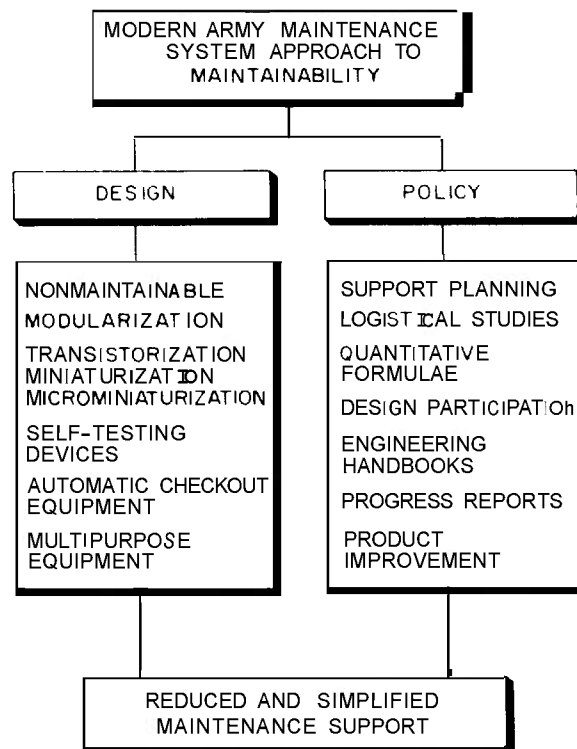 MODERN ARMY MAINTENANCE
SYSTEM APPROACH TO
MAINTAINABILITY
DESIGN
POLICY
NONMAINTAINABLE
MODULARIZATION
TRANSISTORIZATION
MINIATURIZATION
MICROMINIATURIZATION
SELF-TESTING
DEVICES
AUTOMATIC CHECKOUT
EQUIPMENT
MULTIPURPOSE
EQUIPMENT
SUPPORT PLANNING
LOGISTICAL STUDIES
QUANTITATIVE
FORMULAE
DESIGN PARTICIPATIOh
ENGINEERING
HANDBOOKS
PROGRESS REPORTS
PRODUCT
IMPROVEMENT
REDUCED AND SIMPLIFIED
MAINTENANCE SUPPORT